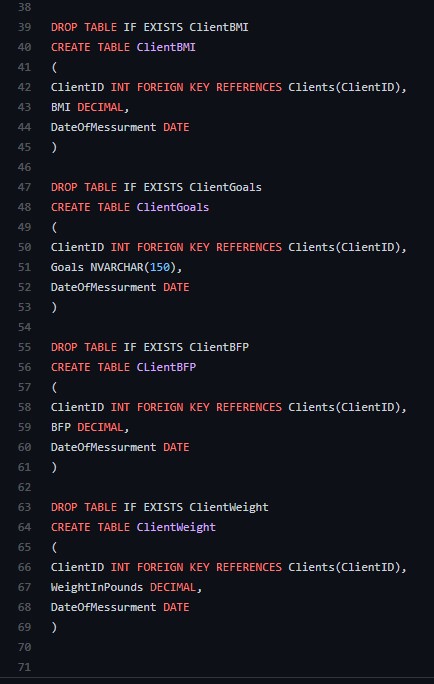 38
39 DROP TABLE IF EXISTS ClientBMI
40 CREATE TABLE ClientBMI
41 (
42 ClientID INT FOREIGN KEY REFERENCES Clients(ClientID),
43 BMI DECIMAL,
44 DateOfMessurment DATE
45 )
46
47 DROP TABLE IF EXISTS ClientGoals
48 CREATE TABLE ClientGoals
49 (
50 ClientID INT FOREIGN KEY REFERENCES Clients(ClientID),
51 Goals NVARCHAR(150),
52 DateOfMessurment DATE
53 )
54
55 DROP TABLE IF EXISTS ClientBFP
56 CREATE TABLE CLientBFP
57 (
58 ClientID INT FOREIGN KEY REFERENCES Clients(ClientID),
59 BFP DECIMAL,
60 DateOfMessurment DATE
61 )
62
63 DROP TABLE IF EXISTS ClientWeight
64 CREATE TABLE ClientWeight
65 (
66 ClientID INT FOREIGN KEY REFERENCES Clients(ClientID),
67 WeightInPounds DECIMAL,
68 DateOfMessurment DATE
69 )
70
71